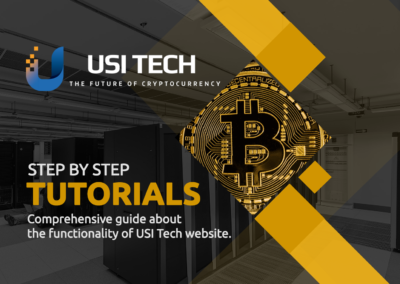 USI TECH
THE FUTURE OF CRYPTOCURRENCY
STEP BY STEP
TUTORIALS
Comprehensive guide about
the functionality of USI Tech website.